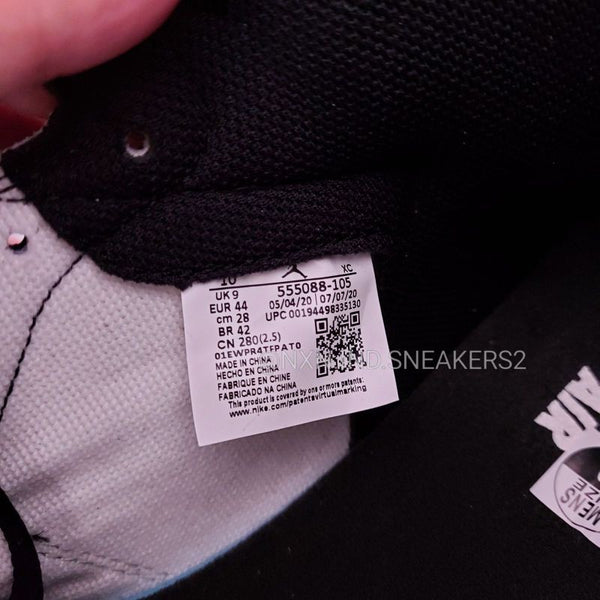 10 XC
UK 9 555088-105
EUR 44 05/04/20 07/07/20
cm 28 UPC 00194498335130
BR 42
CN 280(2.5)
01EWPR4TFPAT0
MADE IN CHINA
HECHO EN CHINA
FABRIQUE EN CHINE
FABRICADO NA CHINA
This product is covered by one or more patents:
www.nike.com/patentsvirtualmarking
.SNEAKERS2
AIR
MENS
SIZE